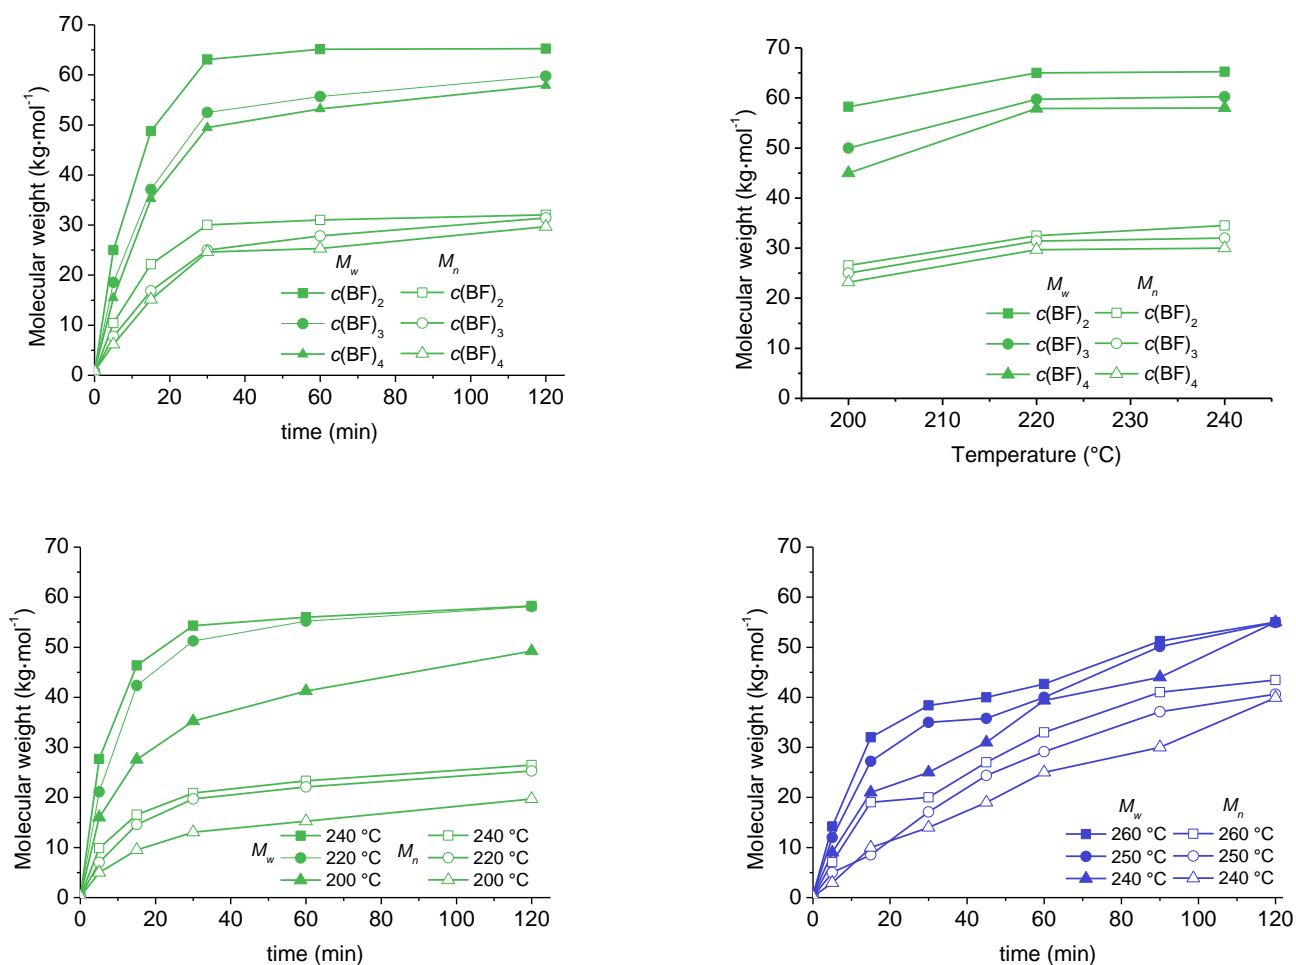 Molecular weight (kg·mol⁻¹)
70
60
50
40
30
20
10
0
Mw Mn
c(BF)₂ c(BF)₂
c(BF)₃ c(BF)₃
c(BF)₄ c(BF)₄
0 20 40 60 80 100 120
time (min)
Molecular weight (kg·mol⁻¹)
70
60
50
40
30
20
10
0
Mw Mn
c(BF)₂ c(BF)₂
c(BF)₃ c(BF)₃
c(BF)₄ c(BF)₄
200 210 220 230 240
Temperature (°C)
Molecular weight (kg·mol⁻¹)
70
60
50
40
30
20
10
0
240 °C 240 °C
Mw 220 °C Mn 220 °C
200 °C 200 °C
0 20 40 60 80 100 120
time (min)
Molecular weight (kg·mol⁻¹)
70
60
50
40
30
20
10
0
Mw Mn
260 °C 260 °C
250 °C 250 °C
240 °C 240 °C
0 20 40 60 80 100 120
time (min)